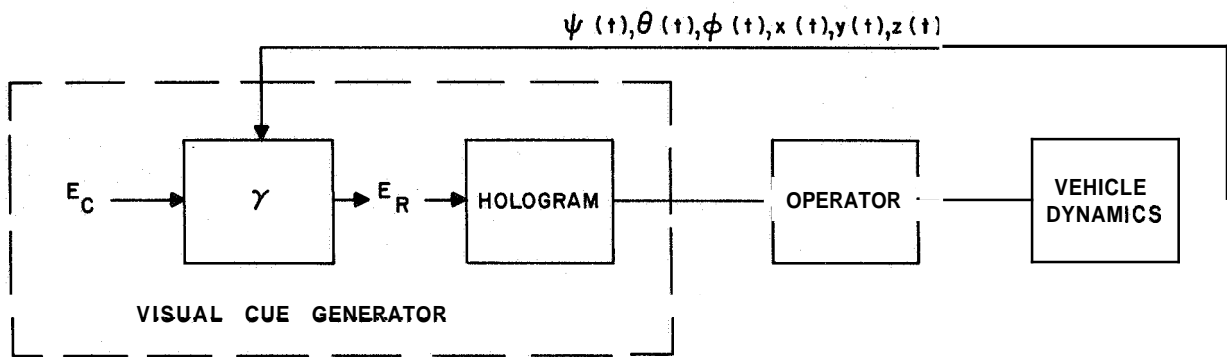 ψ (t),θ(t),ϕ(t),x(t),y(t),z(t)
E_C
γ
E_R
HOLOGRAM
OPERATOR
VEHICLE
DYNAMICS
VISUAL CUE GENERATOR